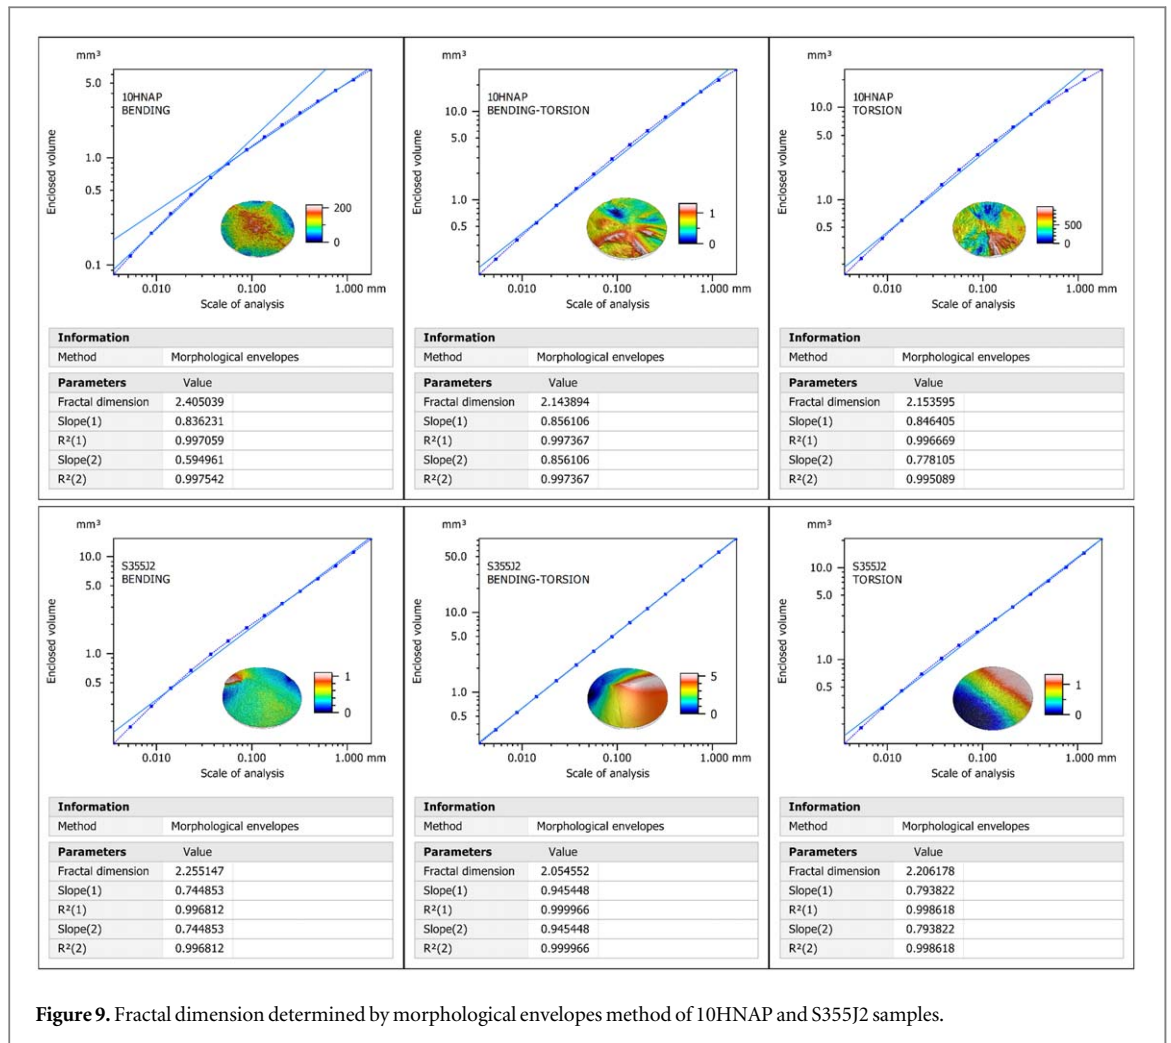 mm³
10HNAP
BENDING
Enclosed volume
5.0
1.0
0.5
0.1
200
0
0.010
0.100
1.000 mm
Scale of analysis
Information
Method Morphological envelopes
Parameters Value
Fractal dimension 2.405039
Slope(1) 0.836231
R²(1) 0.997059
Slope(2) 0.594961
R²(2) 0.997542
mm³
10HNAP
BENDING-TORSION
Enclosed volume
10.0
5.0
1.0
0.5
1
0
0.010
0.100
1.000 mm
Scale of analysis
Information
Method Morphological envelopes
Parameters Value
Fractal dimension 2.143894
Slope(1) 0.856106
R²(1) 0.997367
Slope(2) 0.856106
R²(2) 0.997367
mm³
10HNAP
TORSION
Enclosed volume
10.0
5.0
1.0
0.5
500
0
0.010
0.100
1.000 mm
Scale of analysis
Information
Method Morphological envelopes
Parameters Value
Fractal dimension 2.153595
Slope(1) 0.846405
R²(1) 0.996669
Slope(2) 0.778105
R²(2) 0.995089
mm³
S355J2
BENDING
Enclosed volume
10.0
5.0
1.0
0.5
1
0
0.010
0.100
1.000 mm
Scale of analysis
Information
Method Morphological envelopes
Parameters Value
Fractal dimension 2.255147
Slope(1) 0.744853
R²(1) 0.996812
Slope(2) 0.744853
R²(2) 0.996812
mm³
S355J2
BENDING-TORSION
Enclosed volume
50.0
10.0
5.0
1.0
0.5
5
0
0.010
0.100
1.000 mm
Scale of analysis
Information
Method Morphological envelopes
Parameters Value
Fractal dimension 2.054552
Slope(1) 0.945448
R²(1) 0.999966
Slope(2) 0.945448
R²(2) 0.999966
mm³
S355J2
TORSION
Enclosed volume
10.0
5.0
1.0
0.5
1
0
0.010
0.100
1.000 mm
Scale of analysis
Information
Method Morphological envelopes
Parameters Value
Fractal dimension 2.206178
Slope(1) 0.793822
R²(1) 0.998618
Slope(2) 0.793822
R²(2) 0.998618
Figure 9. Fractal dimension determined by morphological envelopes method of 10HNAP and S355J2 samples.